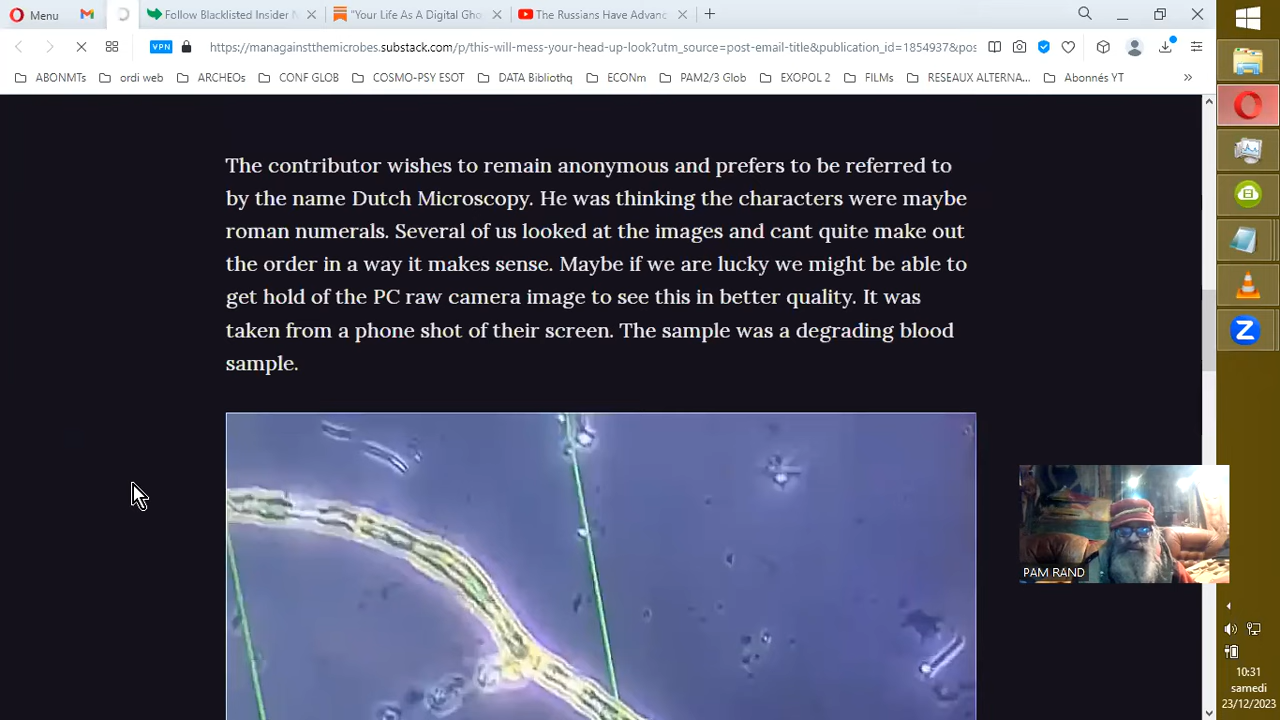 Menu
Follow Blacklisted Insider N
"Your Life As A Digital Gho
The Russians Have Advanc
VPN
https://managainstthemicrobes.substack.com/p/this-will-mess-your-head-up-look?utm_source=post-email-title&publication_id=1854937&pos
ABONMTs
ordi web
ARCHEOs
CONF GLOB
COSMO-PSY ESOT
DATA Bibliothq
ECONm
PAM2/3 Glob
EXOPOL 2
FILMs
RESEAUX ALTERNA...
Abonnés YT
»
The contributor wishes to remain anonymous and prefers to be referred to
by the name Dutch Microscopy. He was thinking the characters were maybe
roman numerals. Several of us looked at the images and cant quite make out
the order in a way it makes sense. Maybe if we are lucky we might be able to
get hold of the PC raw camera image to see this in better quality. It was
taken from a phone shot of their screen. The sample was a degrading blood
sample.
PAM RAND
10:31
samedi
23/12/2023